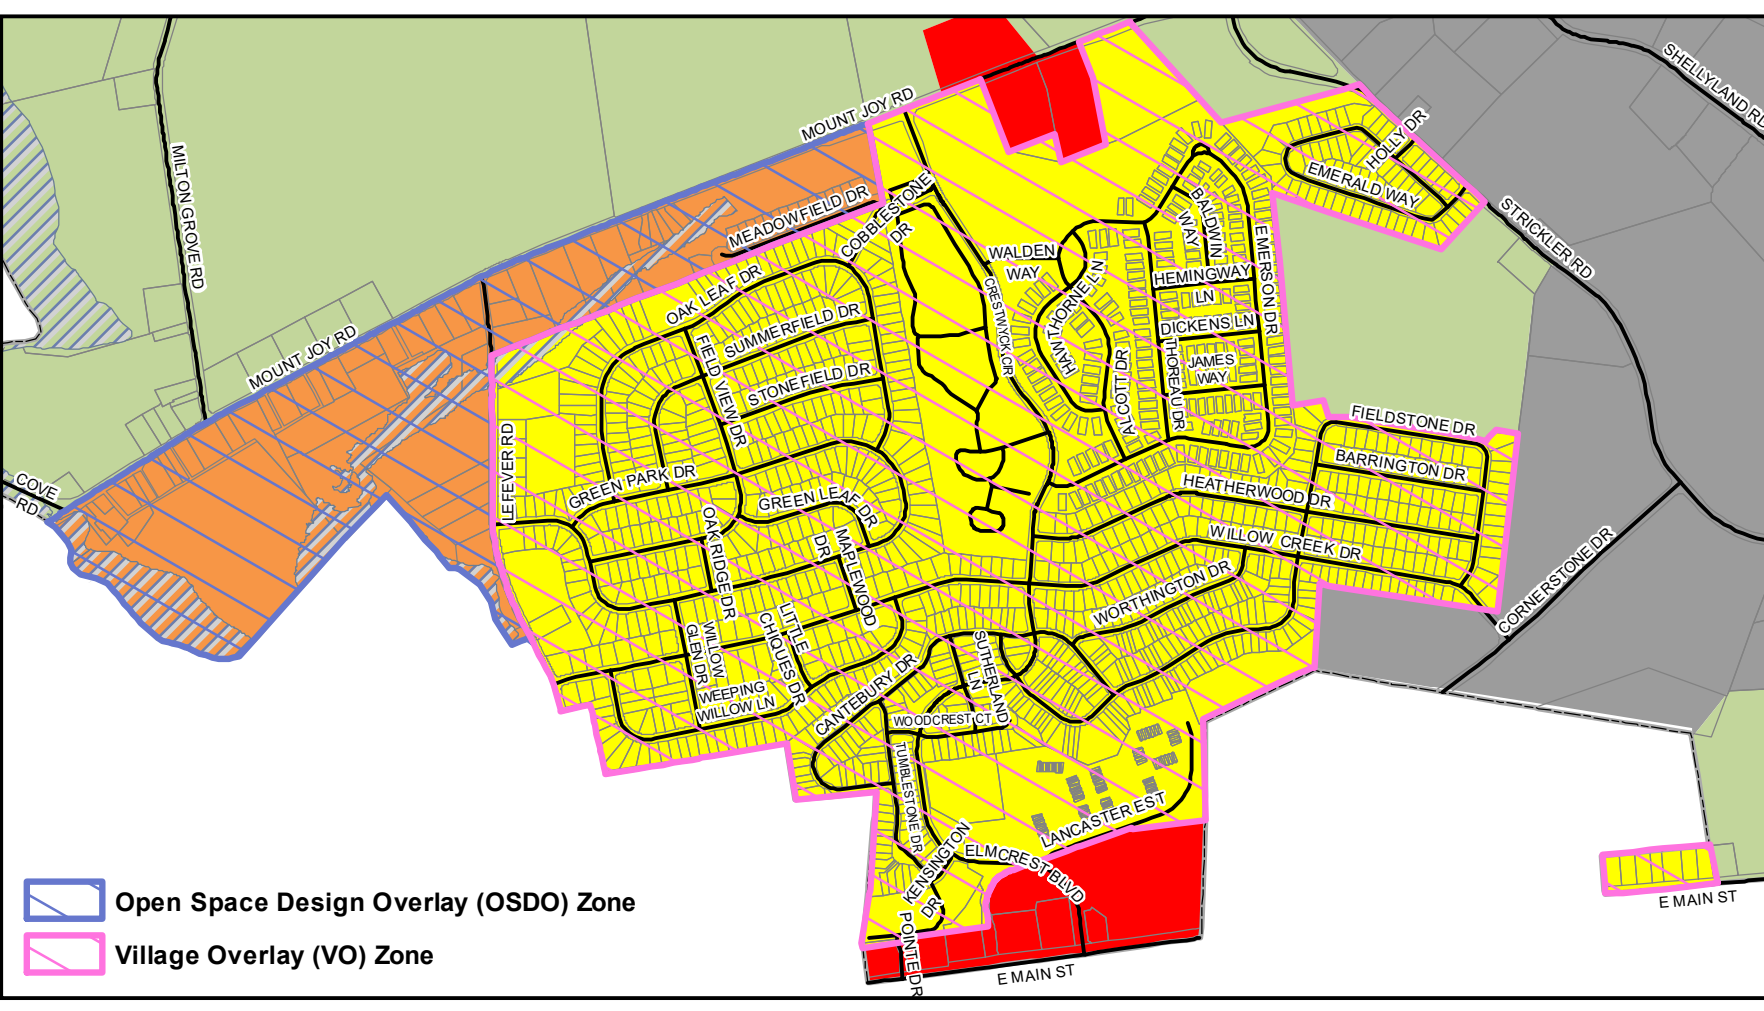 SHELLYLAND RD
MOUNT JOY RD
HOLLY DR
EMERALD WAY
MILTON GROVE RD
STRICKLER RD
MEADOWFIELD DR
COBBLESTONE
DR
BALDWIN
WAY
EMERSON DR
WALDEN
WAY
HEMINGWAY
LN
OAK LEAF DR
CRESTWYCK CIR
HAWTHORNE LN
DICKENS LN
SUMMERFIELD DR
FIELD VIEW DR
MOUNT JOY RD
STONEFIELD DR
JAMES
WAY
THOREAU DR
ALCOTT DR
FIELDSTONE DR
BARRINGTON DR
LEFEVER RD
GREEN PARK DR
GREEN LEAF
DR
HEATHERWOOD DR
COVE
RD
WILLOW CREEK DR
OAK RIDGE DR
MAPLEWOOD
DR
CORNERSTONE DR
WORTHINGTON DR
LITTLE
CHIQUES DR
WILLOW
GLEN DR
SUTHERLAND
LN
CANTEBURY DR
WEEPING
WILLOW LN
WOODCREST CT
TUMBLESTONE DR
LANCASTER EST
KENSINGTON
DR
ELMCREST BLVD
POINTE DR
E MAIN ST
E MAIN ST
Open Space Design Overlay (OSDO) Zone
Village Overlay (VO) Zone